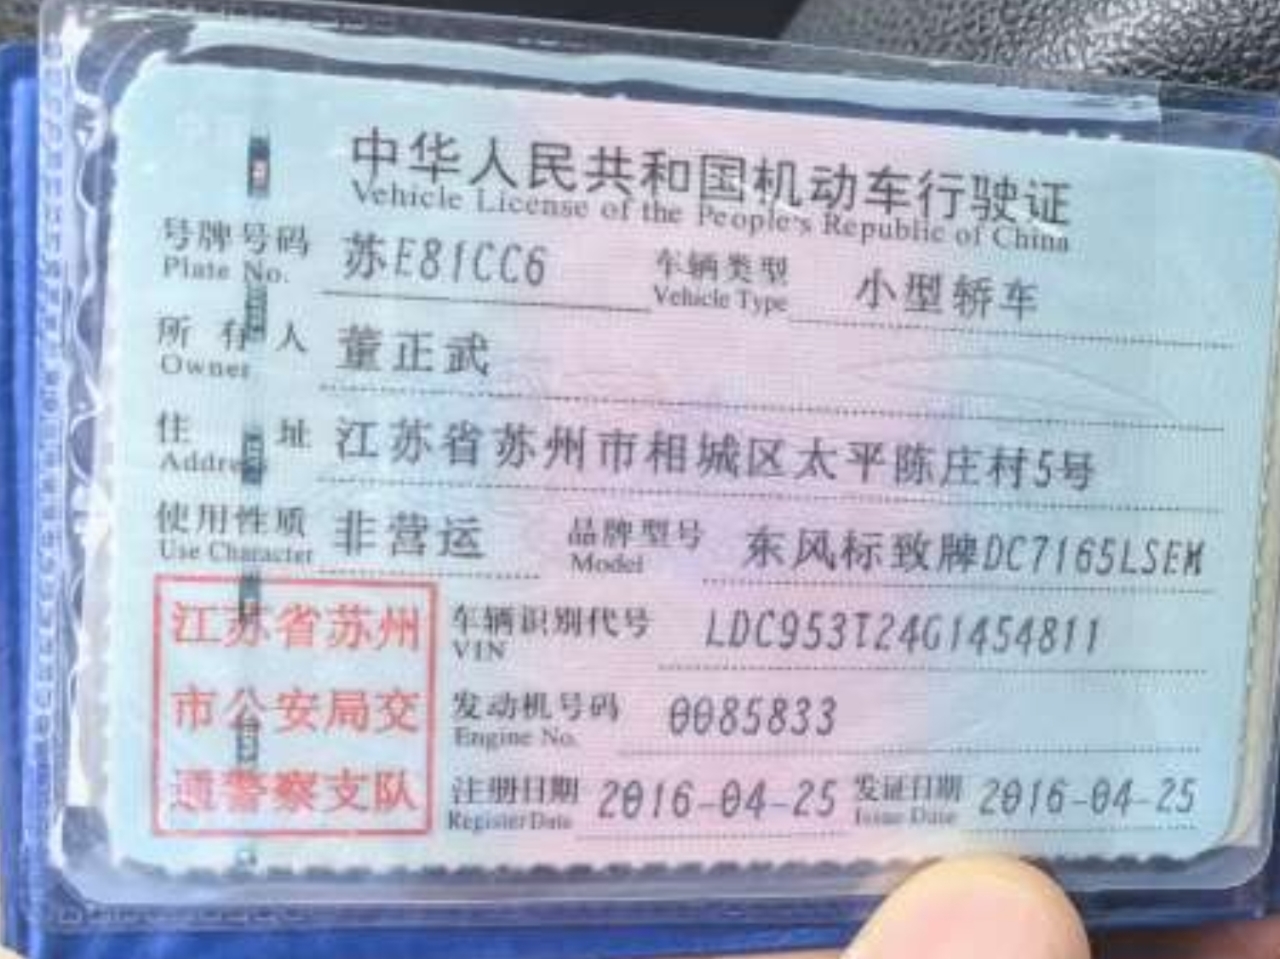 中华人民共和国机动车行驶证
Vehicle License of the People's Republic of China
号牌号码 苏E81CC6 车辆类型 小型轿车
Plate No. Vehicle Type
所有人 董正武
Owner
住址 江苏省苏州市相城区太平陈庄村5号
Address
使用性质 非营运 品牌型号 东风标致牌DC7165LSEM
Use Character Model
江苏省苏州
市公安局交
通警察支队
车辆识别代号 LDC953T24G1454811
VIN
发动机号码 0085833
Engine No.
注册日期 2016-04-25 发证日期 2016-04-25
Register Date Issue Date